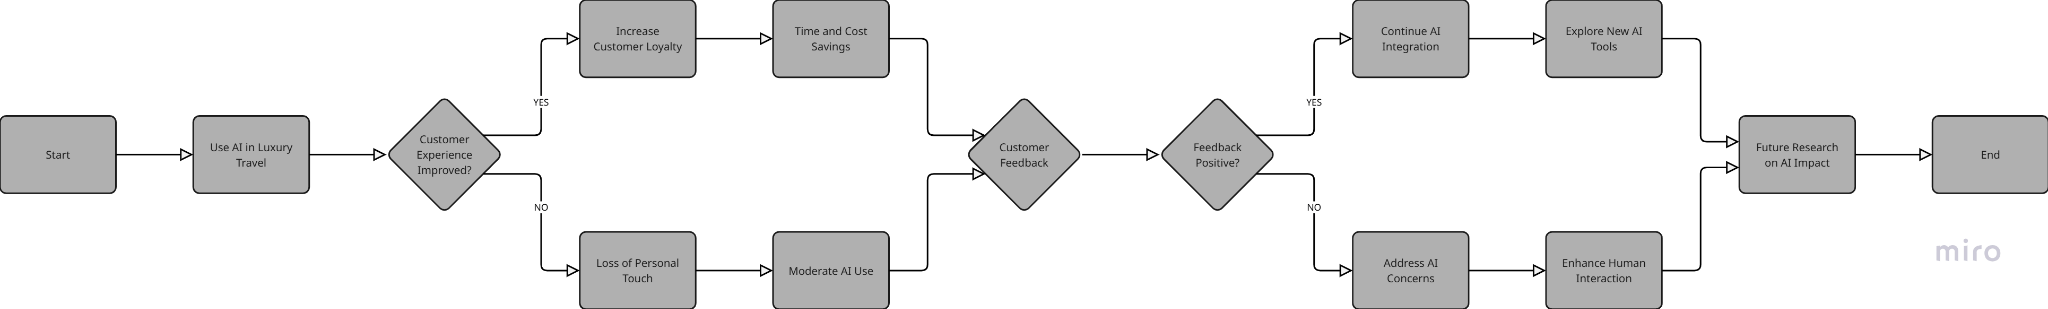 Start
Use AI in Luxury
Travel
Customer
Experience
Improved?
YES
NO
Increase
Customer Loyalty
Time and Cost
Savings
Loss of Personal
Touch
Moderate AI Use
Customer
Feedback
Feedback
Positive?
YES
NO
Continue AI
Integration
Explore New AI
Tools
Address AI
Concerns
Enhance Human
Interaction
Future Research
on AI Impact
End
miro